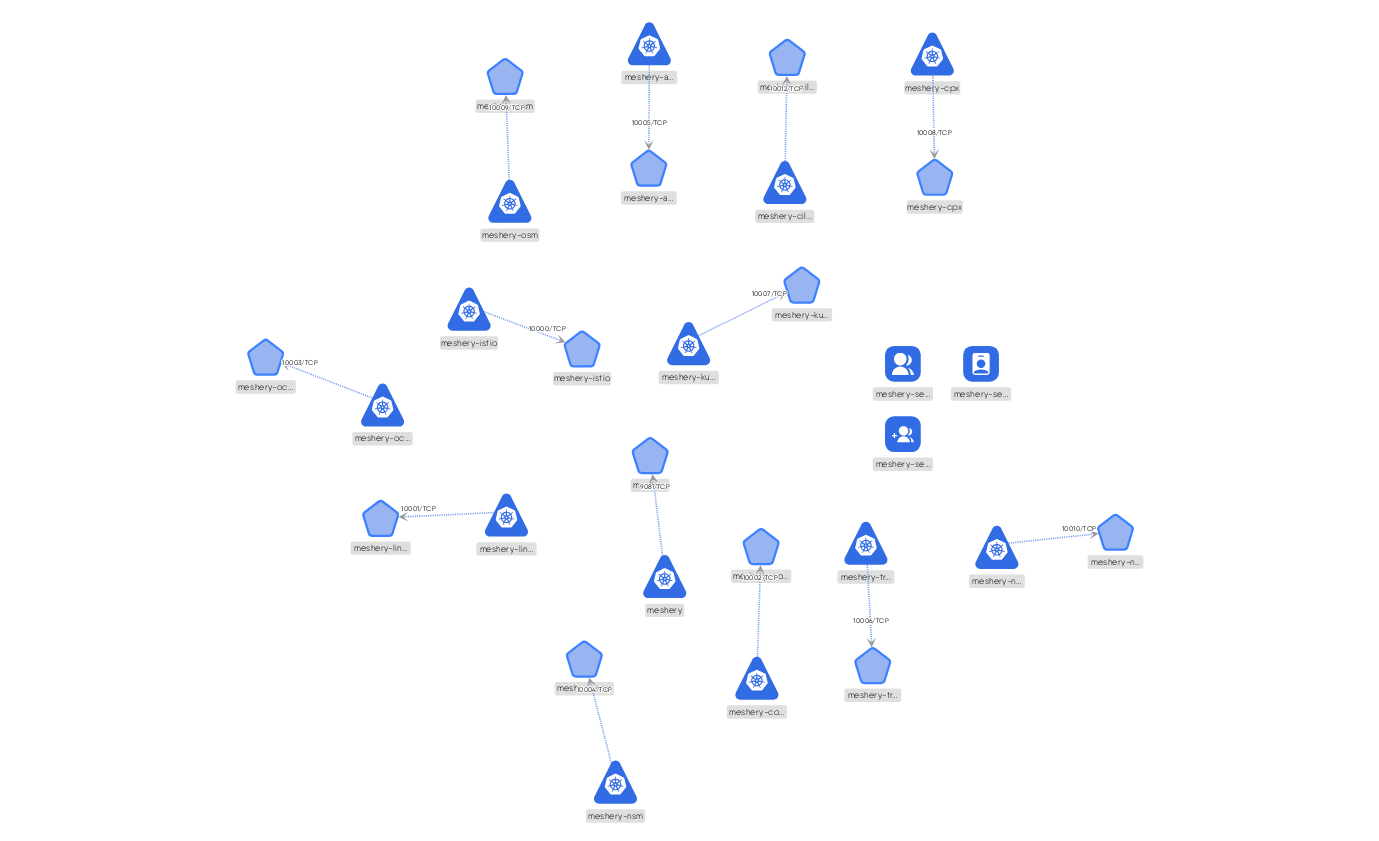 meshery-a...
10005/TCP
meshery-a...
10009/TCP
meshery-osm
10012/TCP
meshery-cil...
meshery-cpx
10008/TCP
meshery-cpx
meshery-istio
10000/TCP
meshery-istio
10007/TCP
meshery-ku...
meshery-ku...
10003/TCP
meshery-oc...
meshery-oc...
meshery-se...
meshery-se...
meshery-se...
10001/TCP
meshery-lin...
meshery-lin...
9081/TCP
meshery
10002/TCP
meshery-co...
meshery-tr...
10006/TCP
meshery-tr...
10010/TCP
meshery-n...
meshery-n...
10004/TCP
meshery-nsm